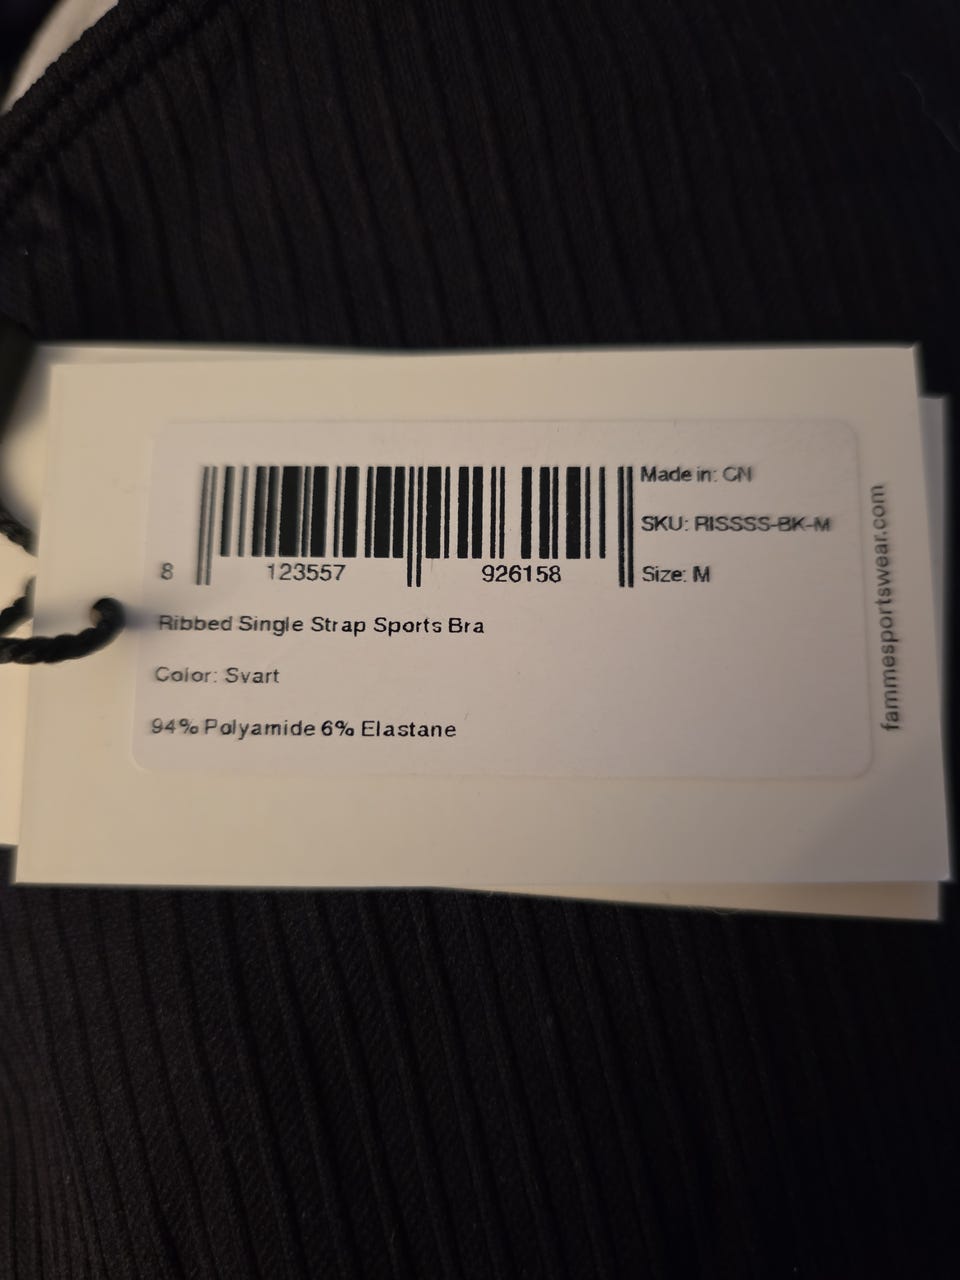 8 123557 926158
Made in: CN
SKU: RISSSS-BK-M
Size: M
Ribbed Single Strap Sports Bra
Color: Svart
94% Polyamide 6% Elastane
fammesportswear.com